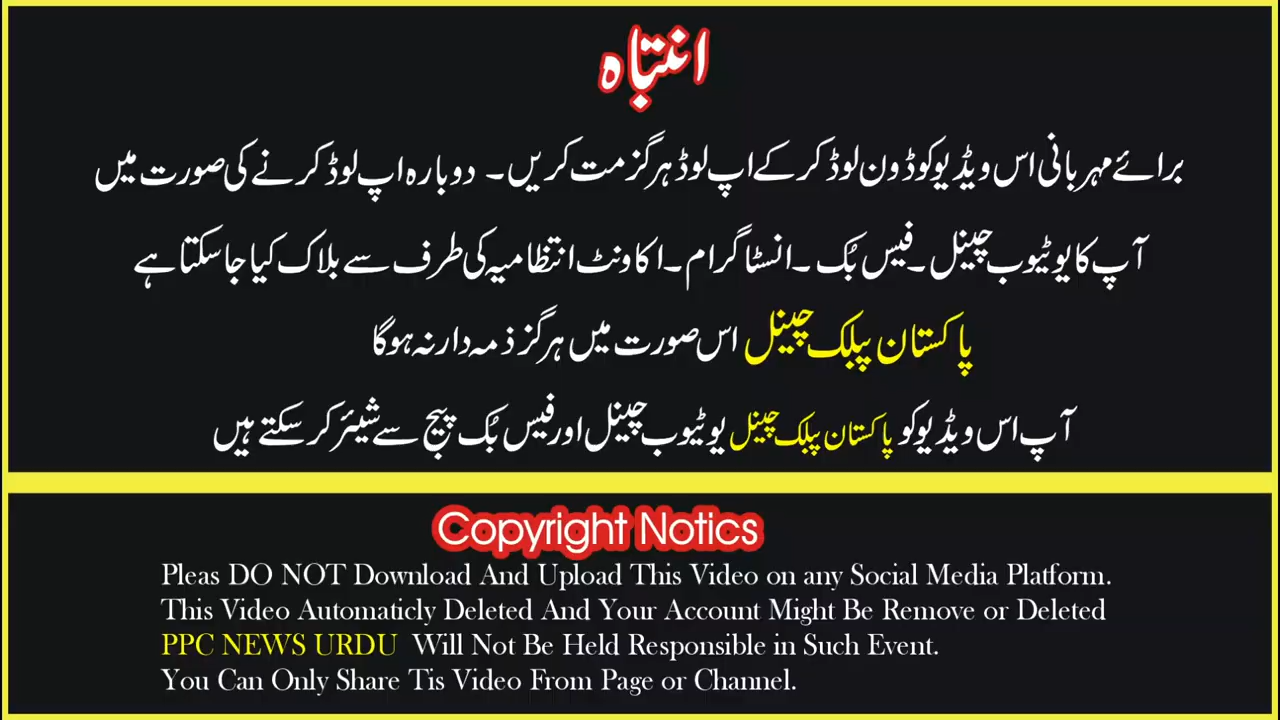 انتباہ
برائے مہربانی اس ویڈیو کو ڈون لوڈ کر کے اپ لوڈ ہرگز مت کریں۔ دوبارہ اپ لوڈ کرنے کی صورت میں
آپ کا یوٹیوب چینل۔ فیس بُک۔ انسٹا گرام۔ اکاونٹ انتظامیہ کی طرف سے بلاک کیا جا سکتا ہے
پاکستان پبلک چینل اس صورت میں ہرگز ذمہ دار نہ ہوگا
آپ اس ویڈیو کو پاکستان پبلک چینل یوٹیوب چینل اور فیس بُک پیج سے شیئر کر سکتے ہیں
Copyright Notics
Pleas DO NOT Download And Upload This Video on any Social Media Platform.
This Video Automaticly Deleted And Your Account Might Be Remove or Deleted
PPC NEWS URDU Will Not Be Held Responsible in Such Event.
You Can Only Share Tis Video From Page or Channel.